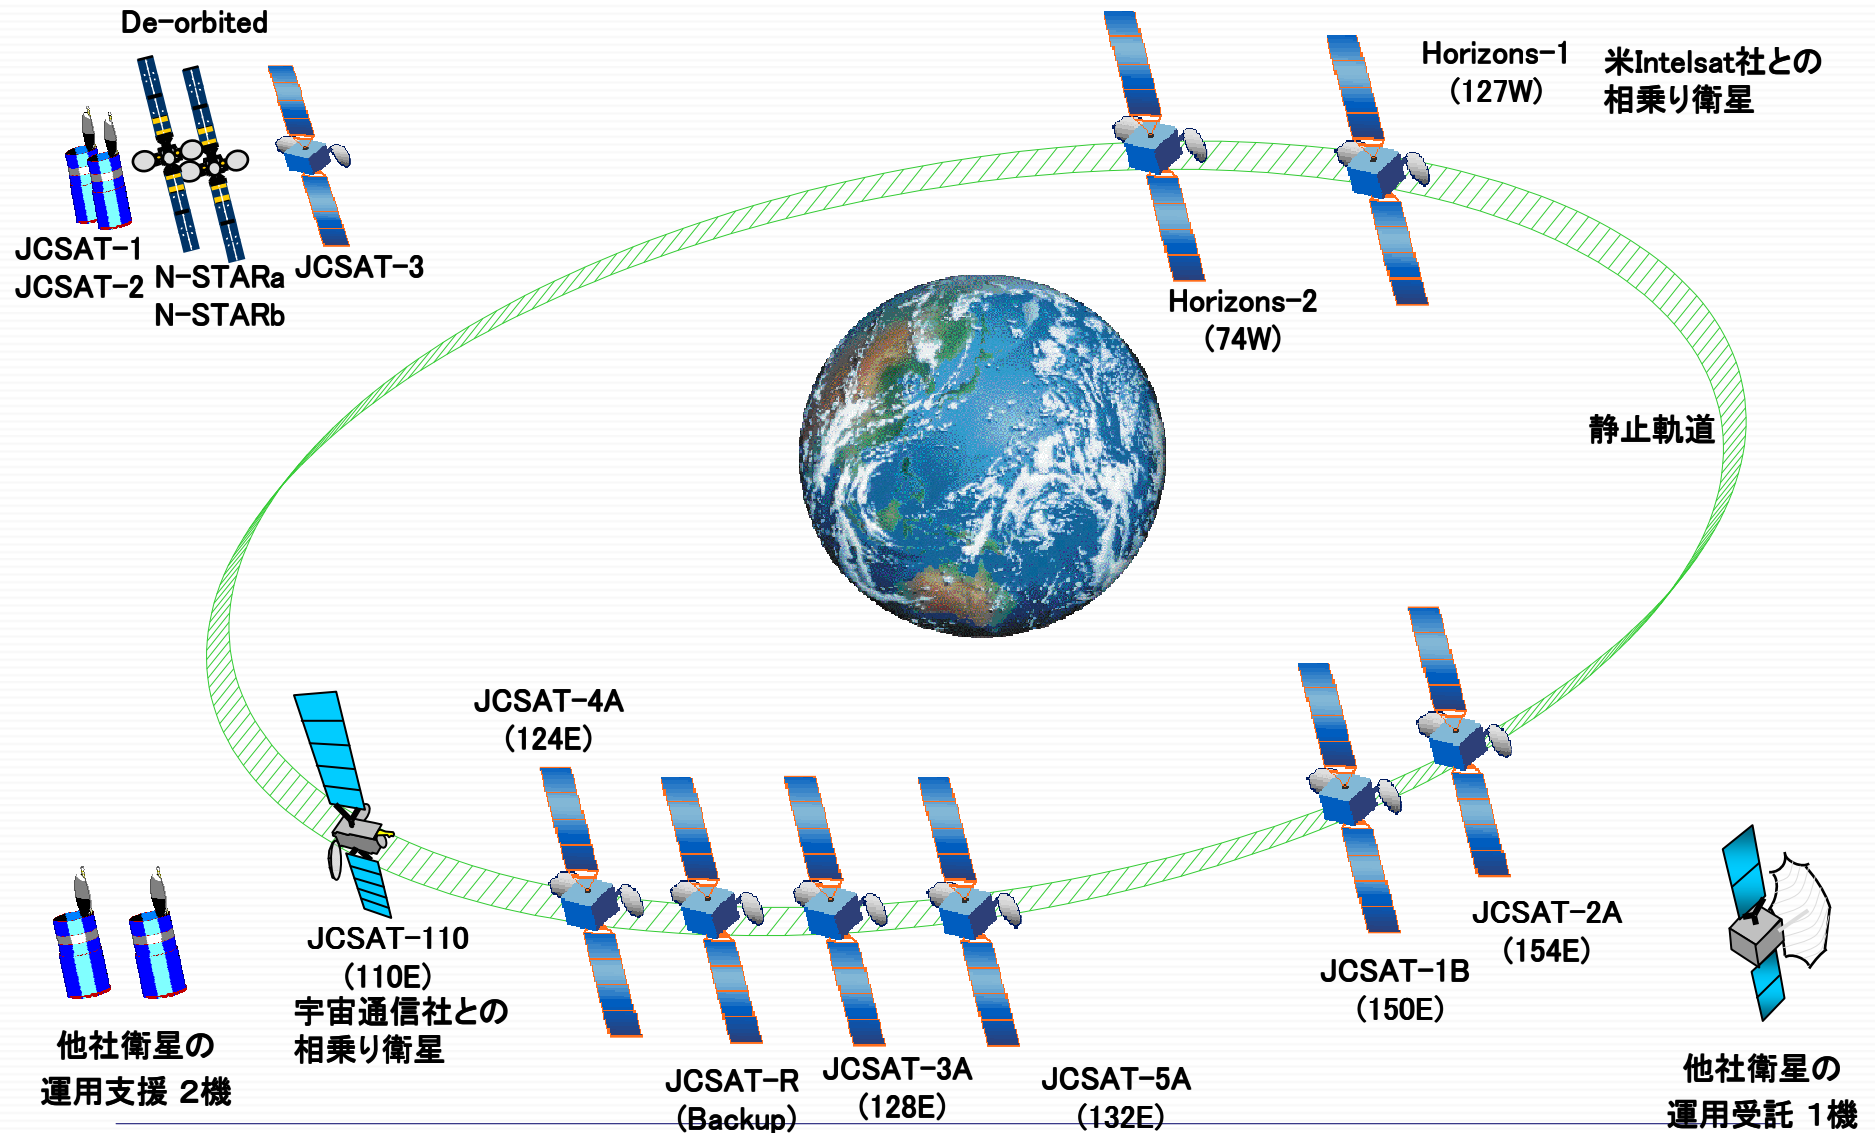 De-orbited
JCSAT-1
JCSAT-2
N-STARa
N-STARb
JCSAT-3
Horizons-1
(127W)
米Intelsat社との
相乗り衛星
Horizons-2
(74W)
静止軌道
JCSAT-4A
(124E)
JCSAT-110
(110E)
宇宙通信社との
相乗り衛星
他社衛星の
運用支援 2機
JCSAT-R
(Backup)
JCSAT-3A
(128E)
JCSAT-5A
(132E)
JCSAT-1B
(150E)
JCSAT-2A
(154E)
他社衛星の
運用受託 1機